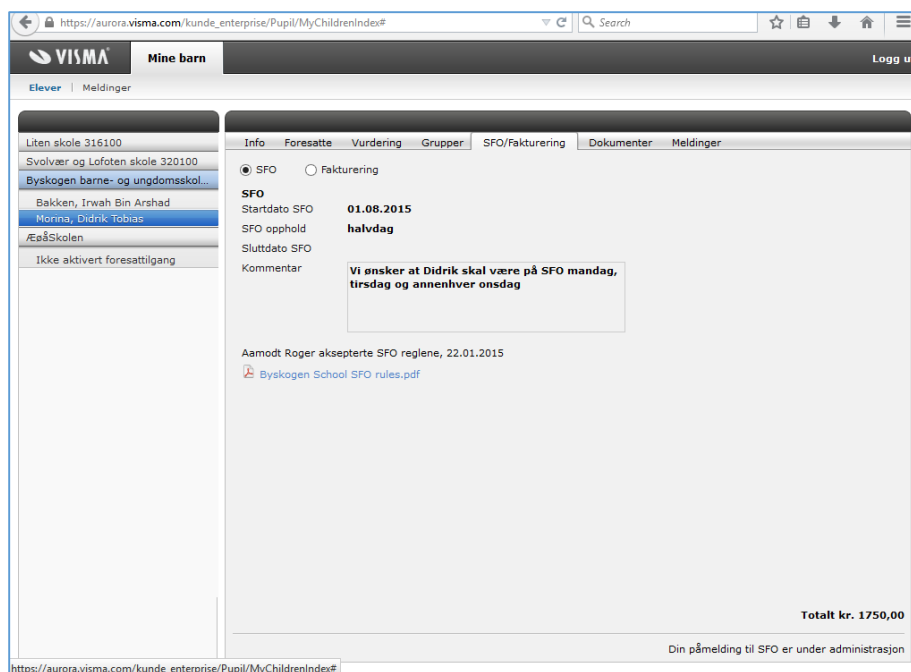 https://aurora.visma.com/kunde_enterprise/Pupil/MyChildrenIndex#
Search
VISMA
Mine barn
Logg u
Elever | Meldinger
Liten skole 316100
Svolvær og Lofoten skole 320100
Byskogen barne- og ungdomsskol...
Bakken, Irwah Bin Arshad
Morina, Didrik Tobias
ÆøåSkolen
Ikke aktivert foresattilgang
Info Foresatte Vurdering Grupper SFO/Fakturering Dokumenter Meldinger
SFO Fakturering
SFO
Startdato SFO 01.08.2015
SFO opphold halvdag
Sluttdato SFO
Kommentar Vi ønsker at Didrik skal være på SFO mandag,
tirsdag og annenhver onsdag
Aamodt Roger aksepterte SFO reglene, 22.01.2015
Byskogen School SFO rules.pdf
Totalt kr. 1750,00
Din påmelding til SFO er under administrasjon
https://aurora.visma.com/kunde_enterprise/Pupil/MyChildrenIndex#